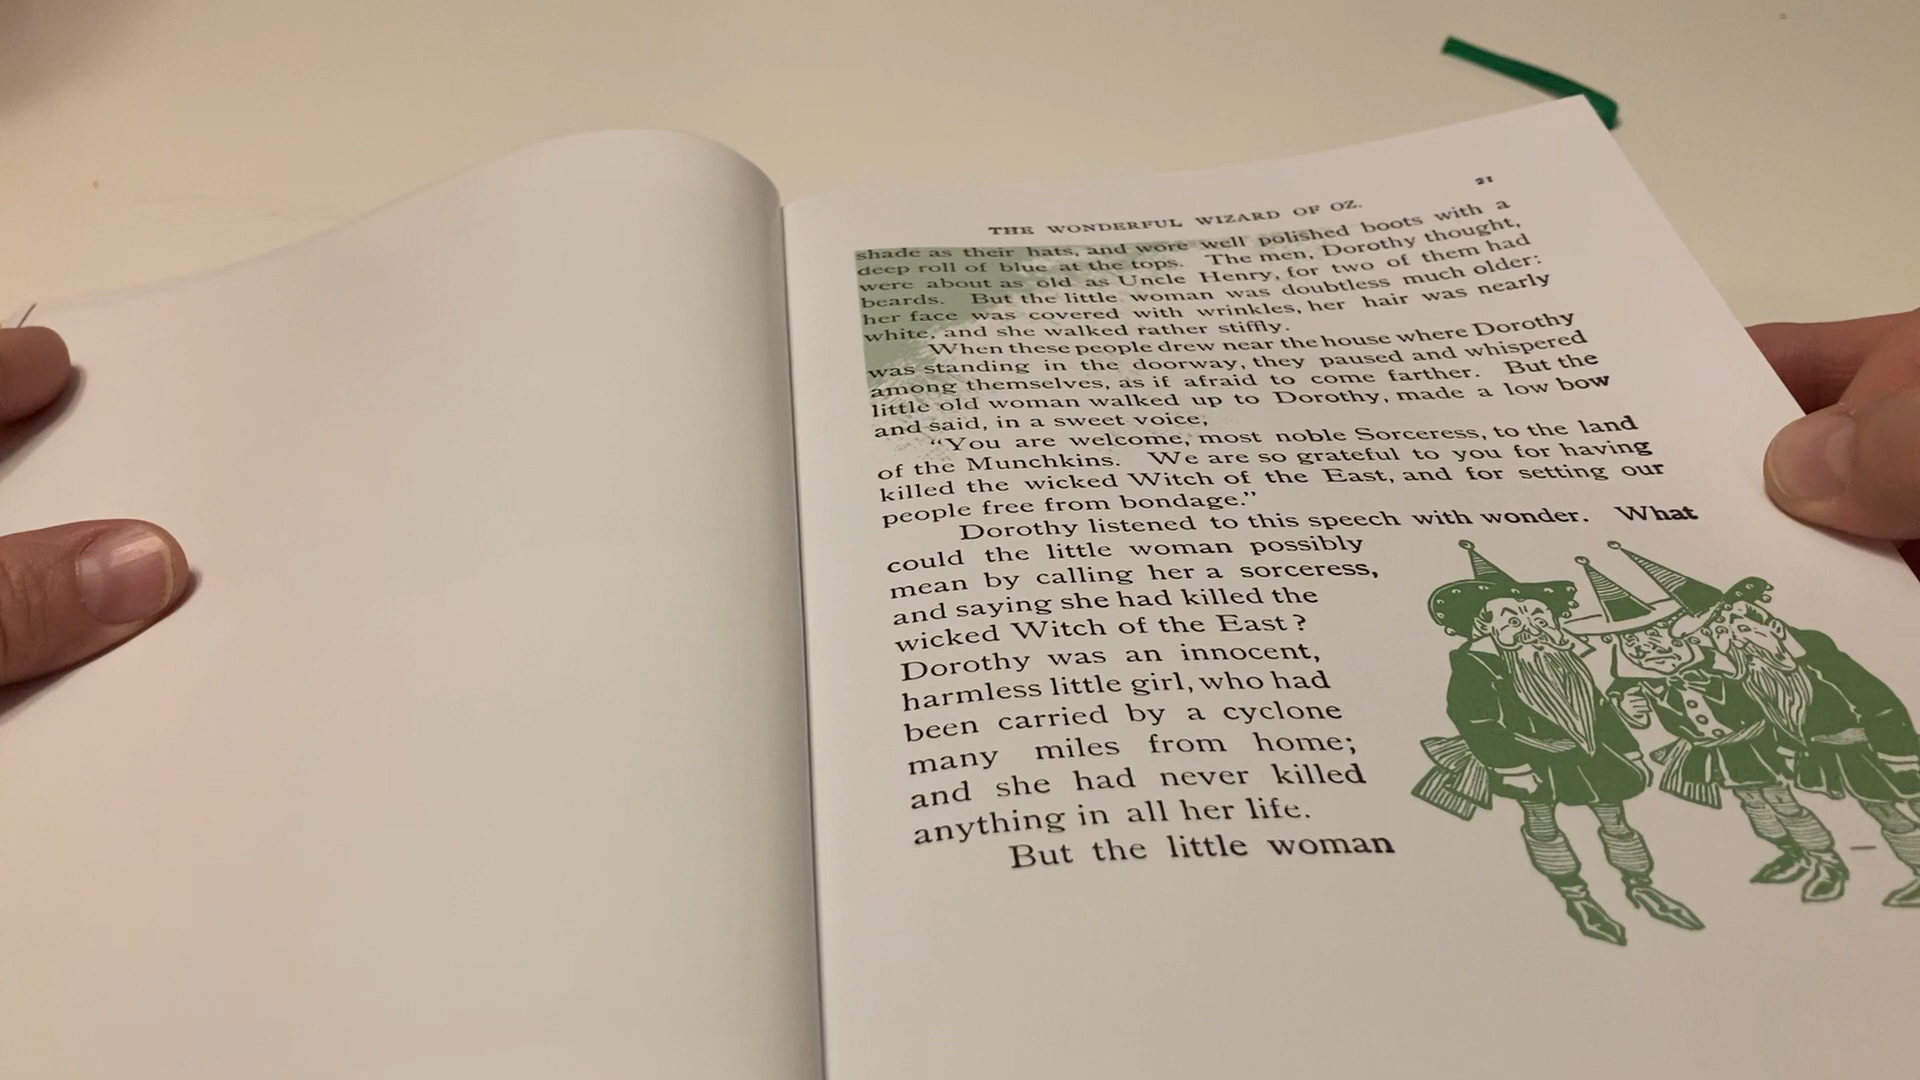 21
THE WONDERFUL WIZARD OF OZ.
shade as their hats, and wore well polished boots with a
deep roll of blue at the tops. The men, Dorothy thought,
were about as old as Uncle Henry, for two of them had
beards. But the little woman was doubtless much older:
her face was covered with wrinkles, her hair was nearly
white, and she walked rather stiffly.
When these people drew near the house where Dorothy
was standing in the doorway, they paused and whispered
among themselves, as if afraid to come farther. But the
little old woman walked up to Dorothy, made a low bow
and said, in a sweet voice,
“You are welcome, most noble Sorceress, to the land
of the Munchkins. We are so grateful to you for having
killed the wicked Witch of the East, and for setting our
people free from bondage.”
Dorothy listened to this speech with wonder. What
could the little woman possibly
mean by calling her a sorceress,
and saying she had killed the
wicked Witch of the East?
Dorothy was an innocent,
harmless little girl, who had
been carried by a cyclone
many miles from home;
and she had never killed
anything in all her life.
But the little woman